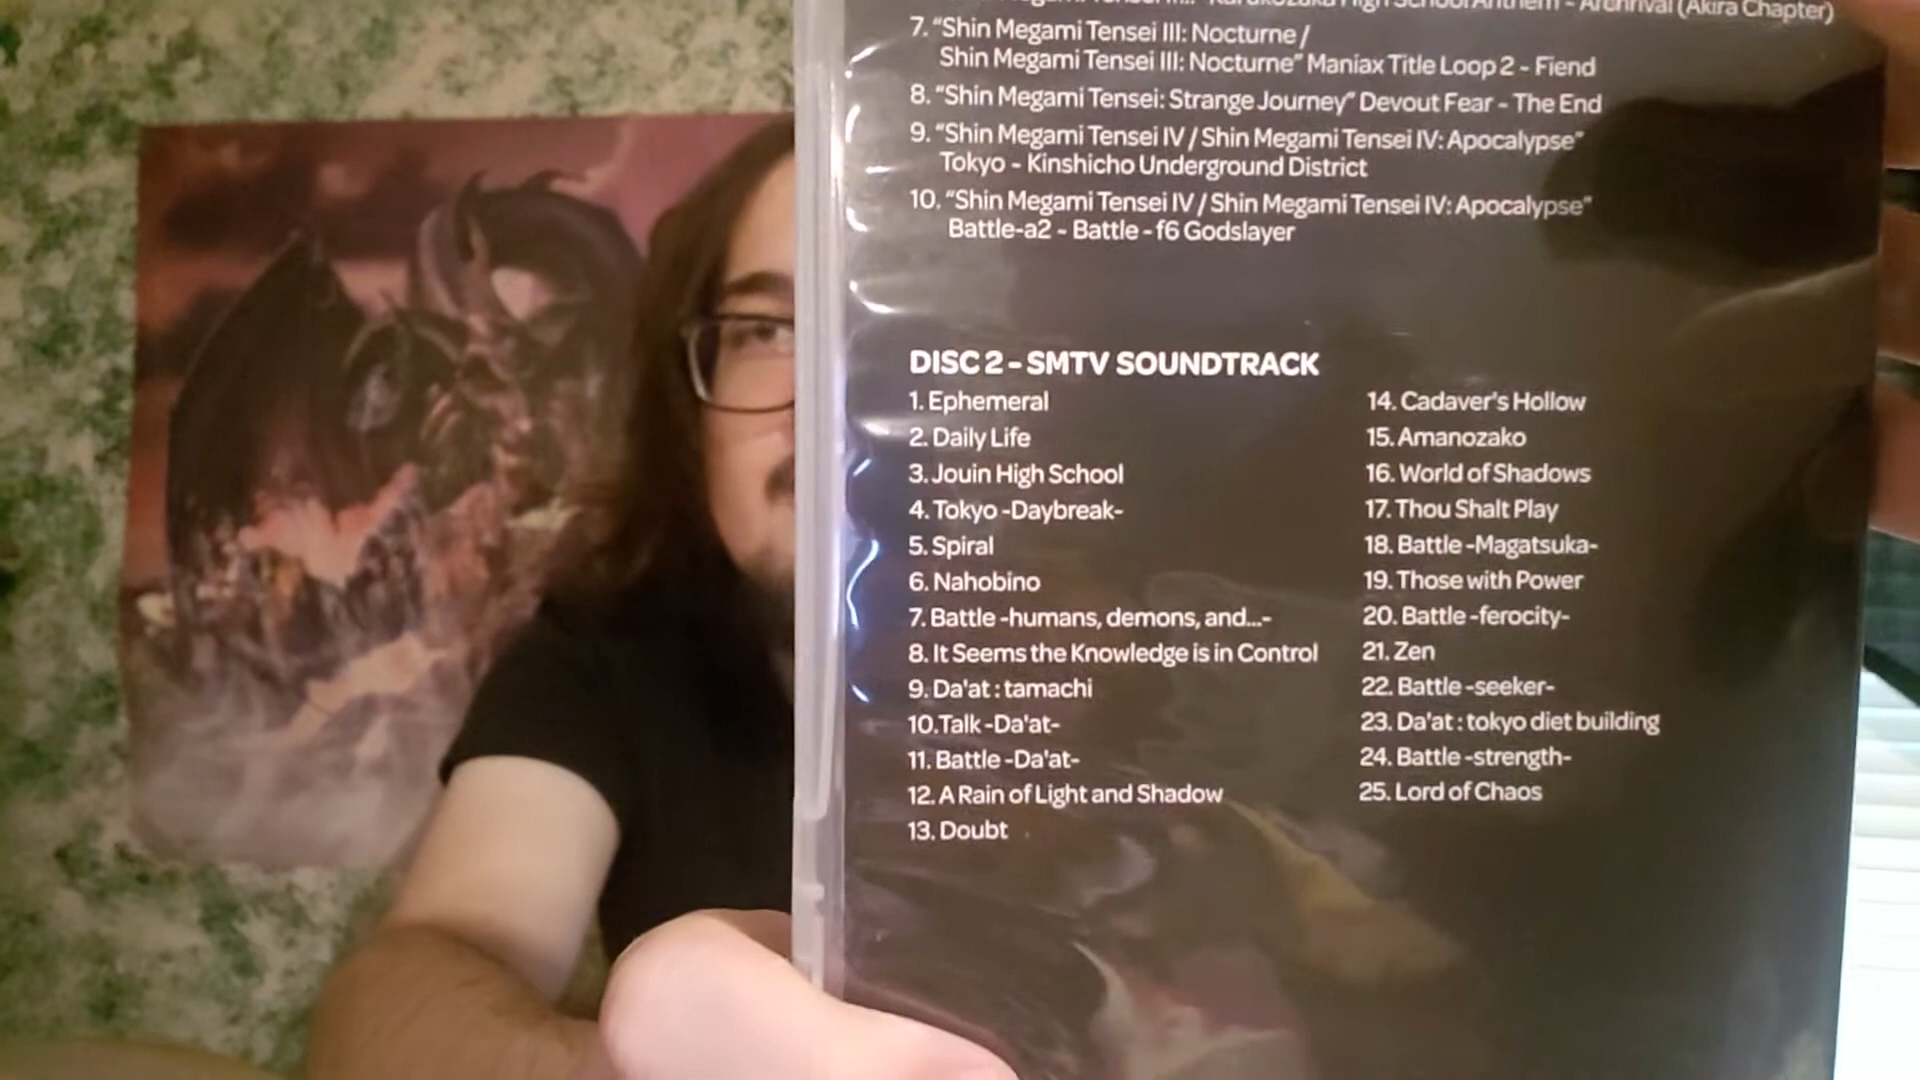 High School Anthem - Archrival (Akira Chapter)
7. “Shin Megami Tensei III: Nocturne /
Shin Megami Tensei III: Nocturne” Maniax Title Loop 2 - Fiend
8. “Shin Megami Tensei: Strange Journey” Devout Fear - The End
9. “Shin Megami Tensei IV / Shin Megami Tensei IV: Apocalypse”
Tokyo - Kinshicho Underground District
10. “Shin Megami Tensei IV / Shin Megami Tensei IV: Apocalypse”
Battle-a2 - Battle - f6 Godslayer
DISC 2 - SMTV SOUNDTRACK
1. Ephemeral
2. Daily Life
3. Jouin High School
4. Tokyo -Daybreak-
5. Spiral
6. Nahobino
7. Battle -humans, demons, and...-
8. It Seems the Knowledge is in Control
9. Da'at : tamachi
10. Talk -Da'at-
11. Battle -Da'at-
12. A Rain of Light and Shadow
13. Doubt
14. Cadaver's Hollow
15. Amanozako
16. World of Shadows
17. Thou Shalt Play
18. Battle -Magatsuka-
19. Those with Power
20. Battle -ferocity-
21. Zen
22. Battle -seeker-
23. Da'at : tokyo diet building
24. Battle -strength-
25. Lord of Chaos